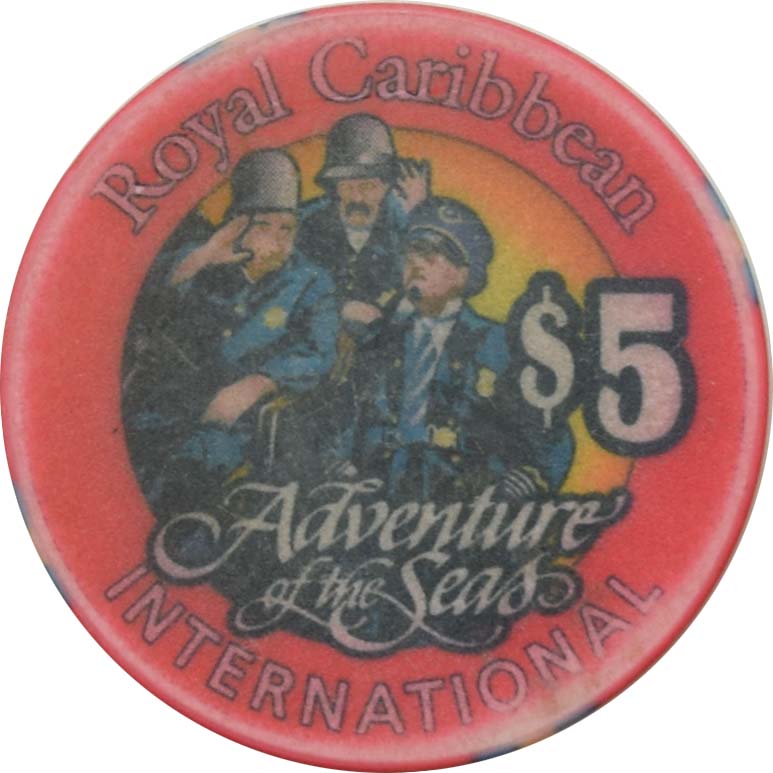 Royal Caribbean
$5
Adventure
of the Seas
INTERNATIONAL